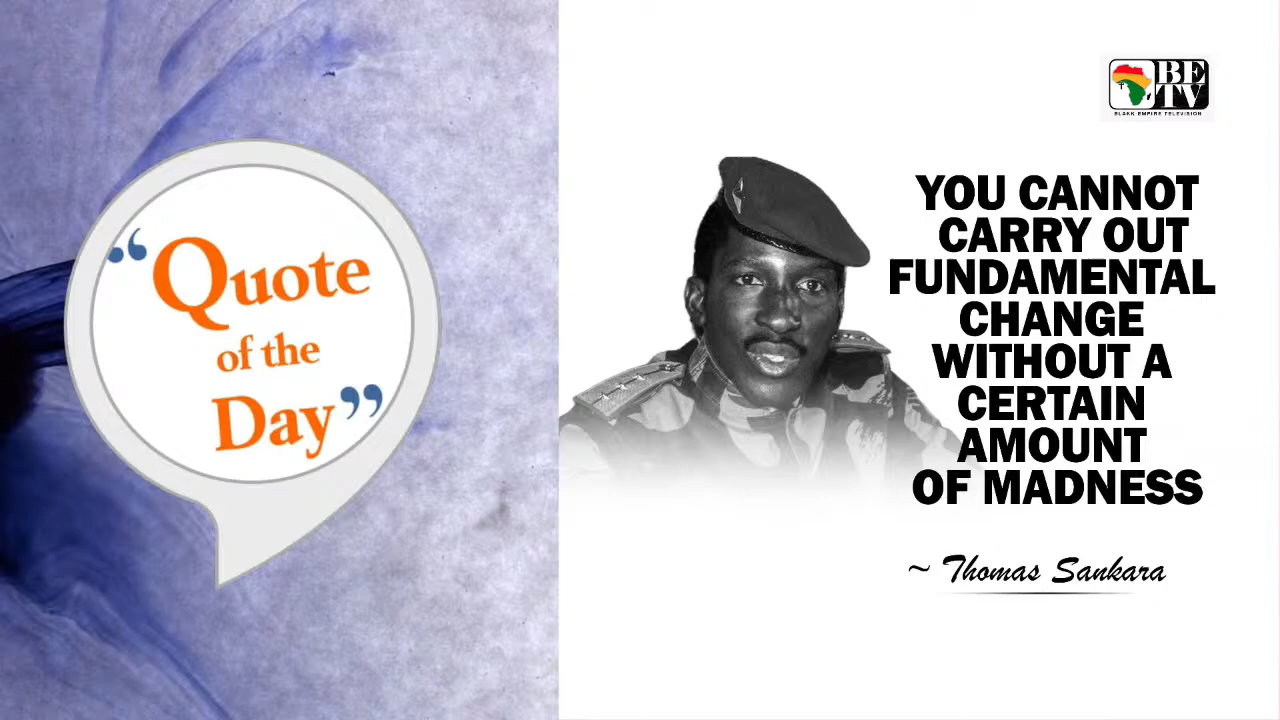 “Quote
of the
Day”
BE
TV
BLAKK EMPIRE TELEVISION
YOU CANNOT
CARRY OUT
FUNDAMENTAL
CHANGE
WITHOUT A
CERTAIN
AMOUNT
OF MADNESS
~ Thomas Sankara